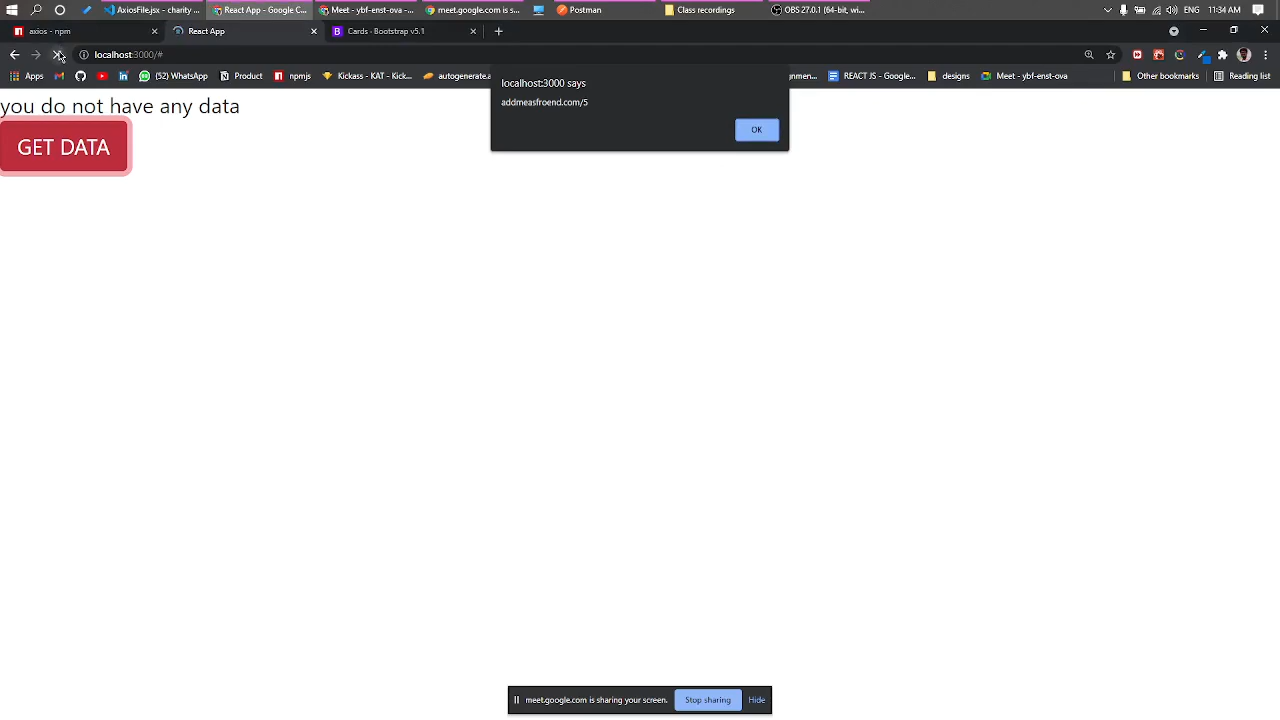 AxiosFile.jsx - charity ... React App - Google C... Meet - ybf-enst-ova -... meet.google.com is s... Postman Class recordings OBS 27.0.1 (64-bit, wi... ENG 11:34 AM
axios - npm React App Cards · Bootstrap v5.1
localhost:3000/#
Apps (52) WhatsApp Product npmjs Kickass - KAT - Kick... autogenerate. gnmen... REACT JS - Google... designs Meet - ybf-enst-ova Other bookmarks Reading list
localhost:3000 says
addmeasfroend.com/5
OK
you do not have any data
GET DATA
meet.google.com is sharing your screen. Stop sharing Hide